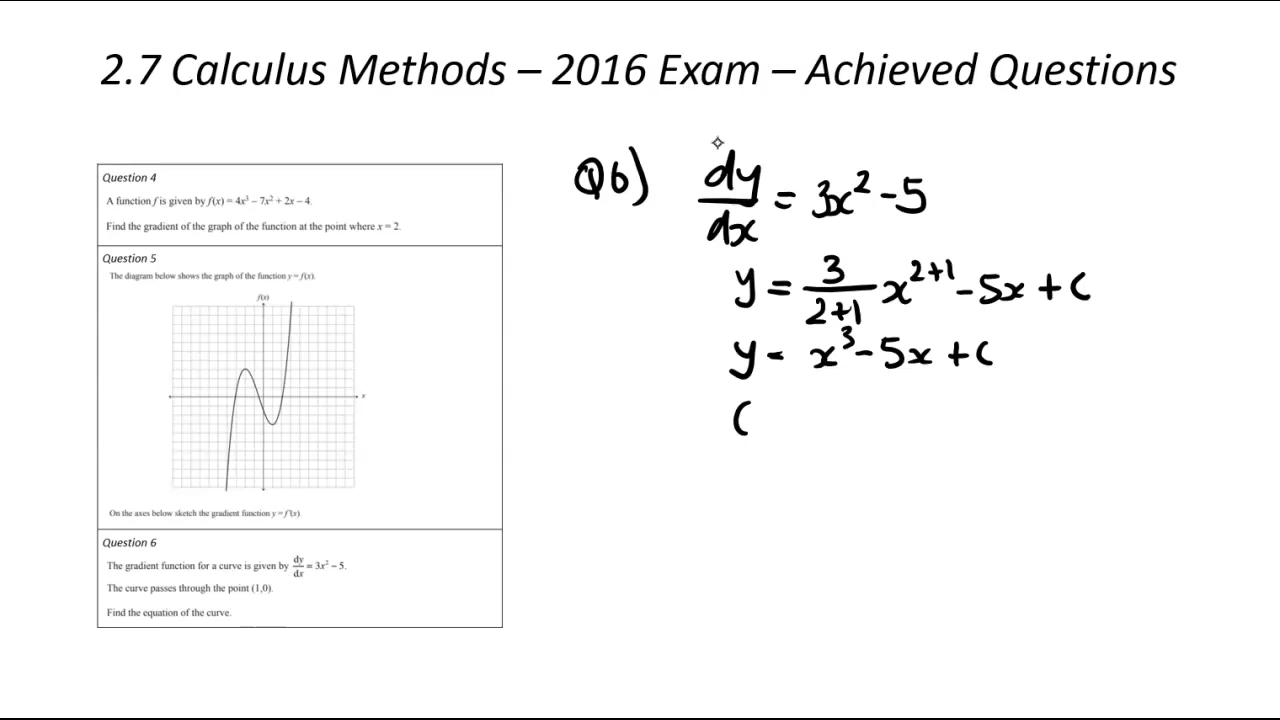 2.7 Calculus Methods – 2016 Exam – Achieved Questions
Question 4
A function f is given by f(x) = 4x³ – 7x² + 2x – 4.
Find the gradient of the graph of the function at the point where x = 2.
Question 5
The diagram below shows the graph of the function y = f(x).
f(x)
x
On the axes below sketch the gradient function y = f'(x).
Question 6
The gradient function for a curve is given by dy/dx = 3x² – 5.
The curve passes through the point (1,0).
Find the equation of the curve.
Q6) dy/dx = 3x² - 5
y = 3/(2+1) x²⁺¹ - 5x + c
y = x³ - 5x + c
(